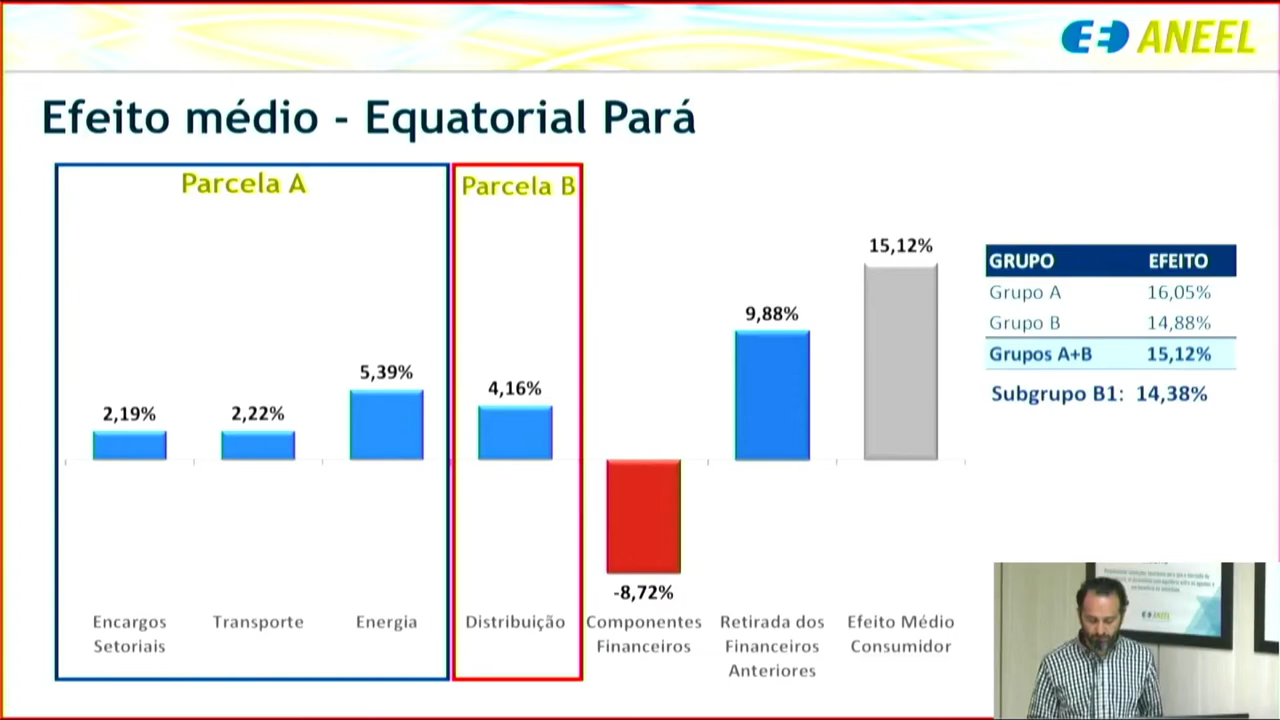 ANEEL
Efeito médio - Equatorial Pará
Parcela A
Parcela B
2,19%
2,22%
5,39%
4,16%
-8,72%
9,88%
15,12%
Encargos
Setoriais
Transporte
Energia
Distribuição
Componentes
Financeiros
Retirada dos
Financeiros
Anteriores
Efeito Médio
Consumidor
GRUPO EFEITO
Grupo A 16,05%
Grupo B 14,88%
Grupos A+B 15,12%
Subgrupo B1: 14,38%
ANEEL